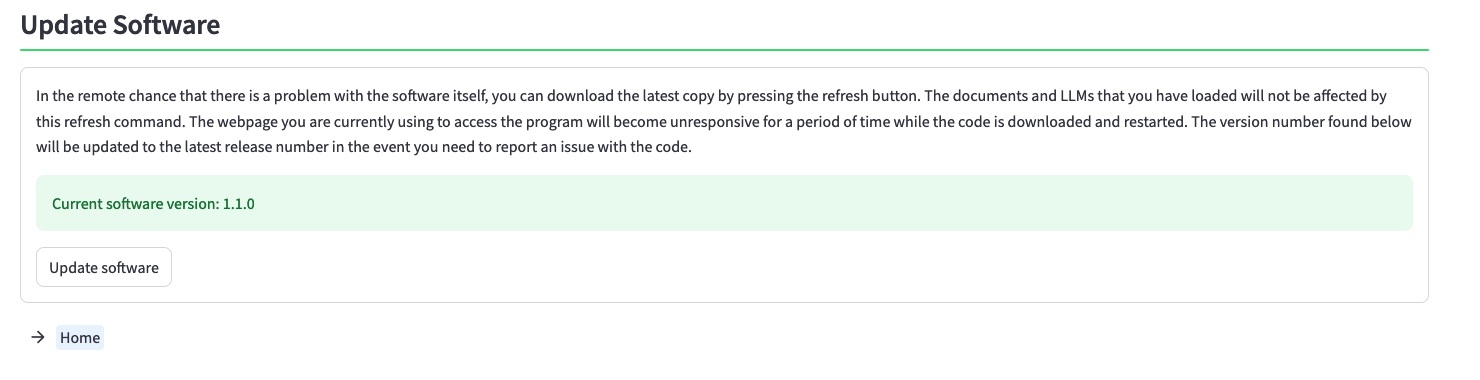 Update Software
In the remote chance that there is a problem with the software itself, you can download the latest copy by pressing the refresh button. The documents and LLMs that you have loaded will not be affected by
this refresh command. The webpage you are currently using to access the program will become unresponsive for a period of time while the code is downloaded and restarted. The version number found below
will be updated to the latest release number in the event you need to report an issue with the code.
Current software version: 1.1.0
Update software
→ Home